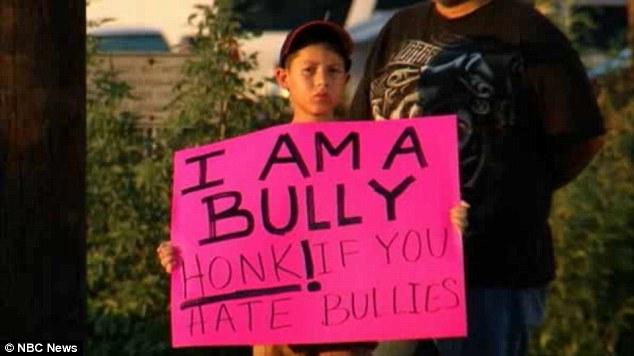 I AM A
BULLY
HONK! IF YOU
HATE BULLIES
© NBC News